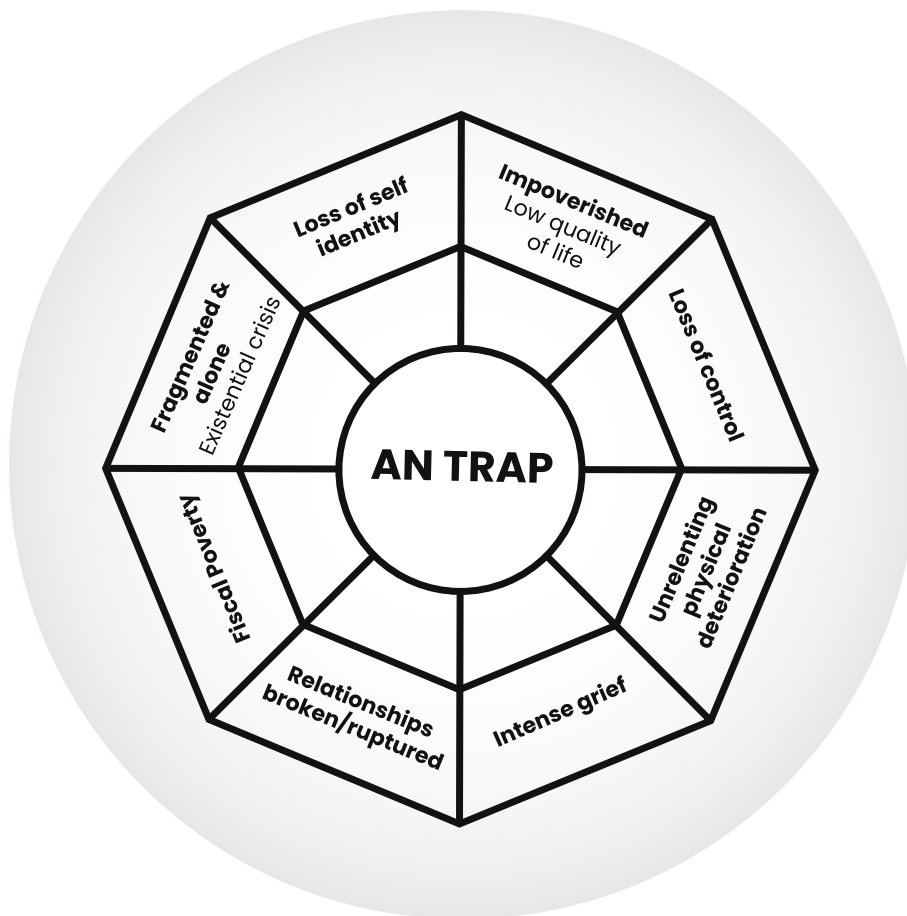 Impoverished
Low quality
of life
Loss of control
Unrelenting
physical
deterioration
Intense grief
Relationships
broken/ruptured
Fiscal Poverty
Fragmented &
alone
Existential crisis
Loss of self
identity
AN TRAP